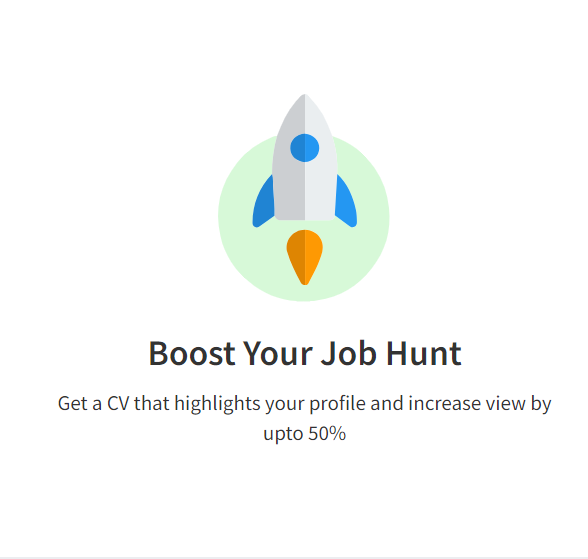 Boost Your Job Hunt
Get a CV that highlights your profile and increase view by
upto 50%